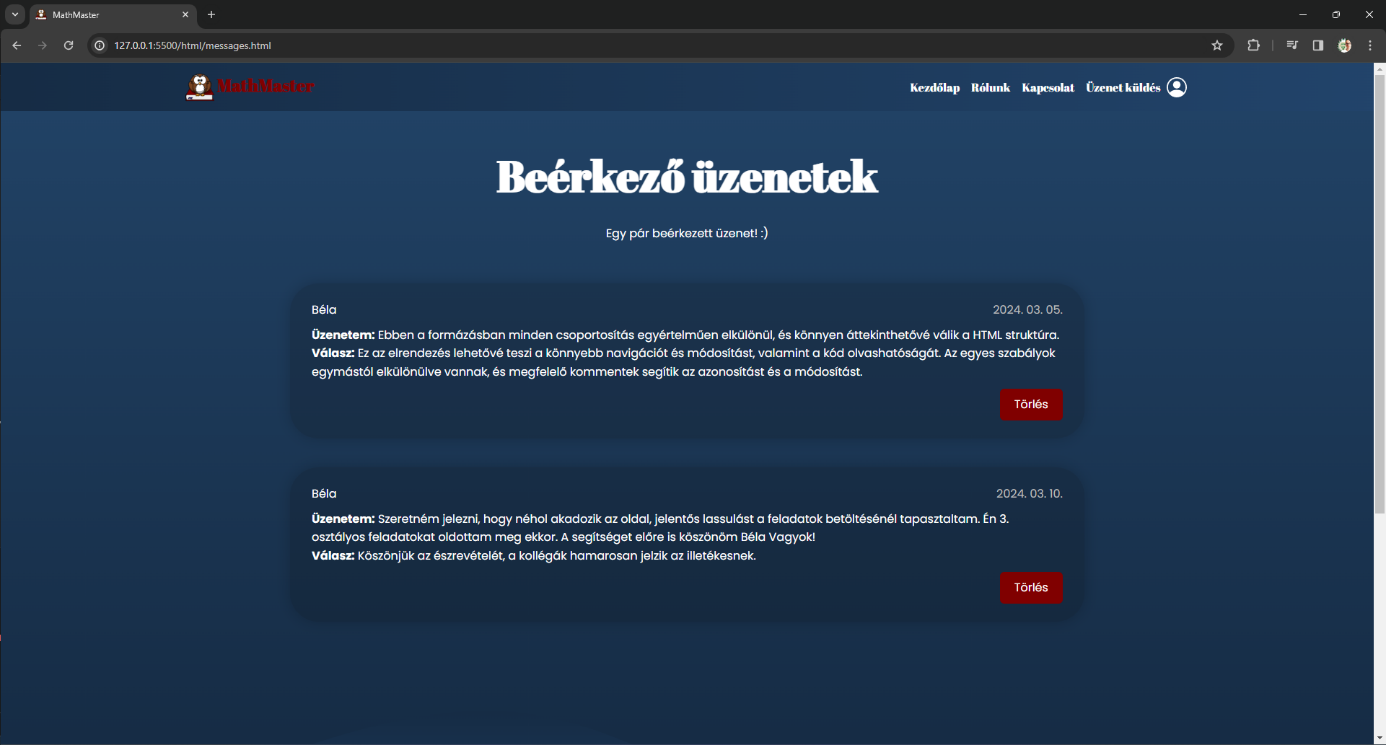 MathMaster
127.0.0.1:5500/html/messages.html
MathMaster
Kezdőlap Rólunk Kapcsolat Üzenet küldés
Beérkező üzenetek
Egy pár beérkezett üzenet! :)
Béla 2024. 03. 05.
Üzenetem: Ebben a formázásban minden csoportosítás egyértelműen elkülönül, és könnyen áttekinthetővé válik a HTML struktúra.
Válasz: Ez az elrendezés lehetővé teszi a könnyebb navigációt és módosítást, valamint a kód olvashatóságát. Az egyes szabályok
egymástól elkülönülve vannak, és megfelelő kommentek segítik az azonosítást és a módosítást.
Törlés
Béla 2024. 03. 10.
Üzenetem: Szeretném jelezni, hogy néhol akadozik az oldal, jelentős lassulást a feladatok betöltésénél tapasztaltam. Én 3.
osztályos feladatokat oldottam meg ekkor. A segítséget előre is köszönöm Béla Vagyok!
Válasz: Köszönjük az észrevételét, a kollégák hamarosan jelzik az illetékesnek.
Törlés